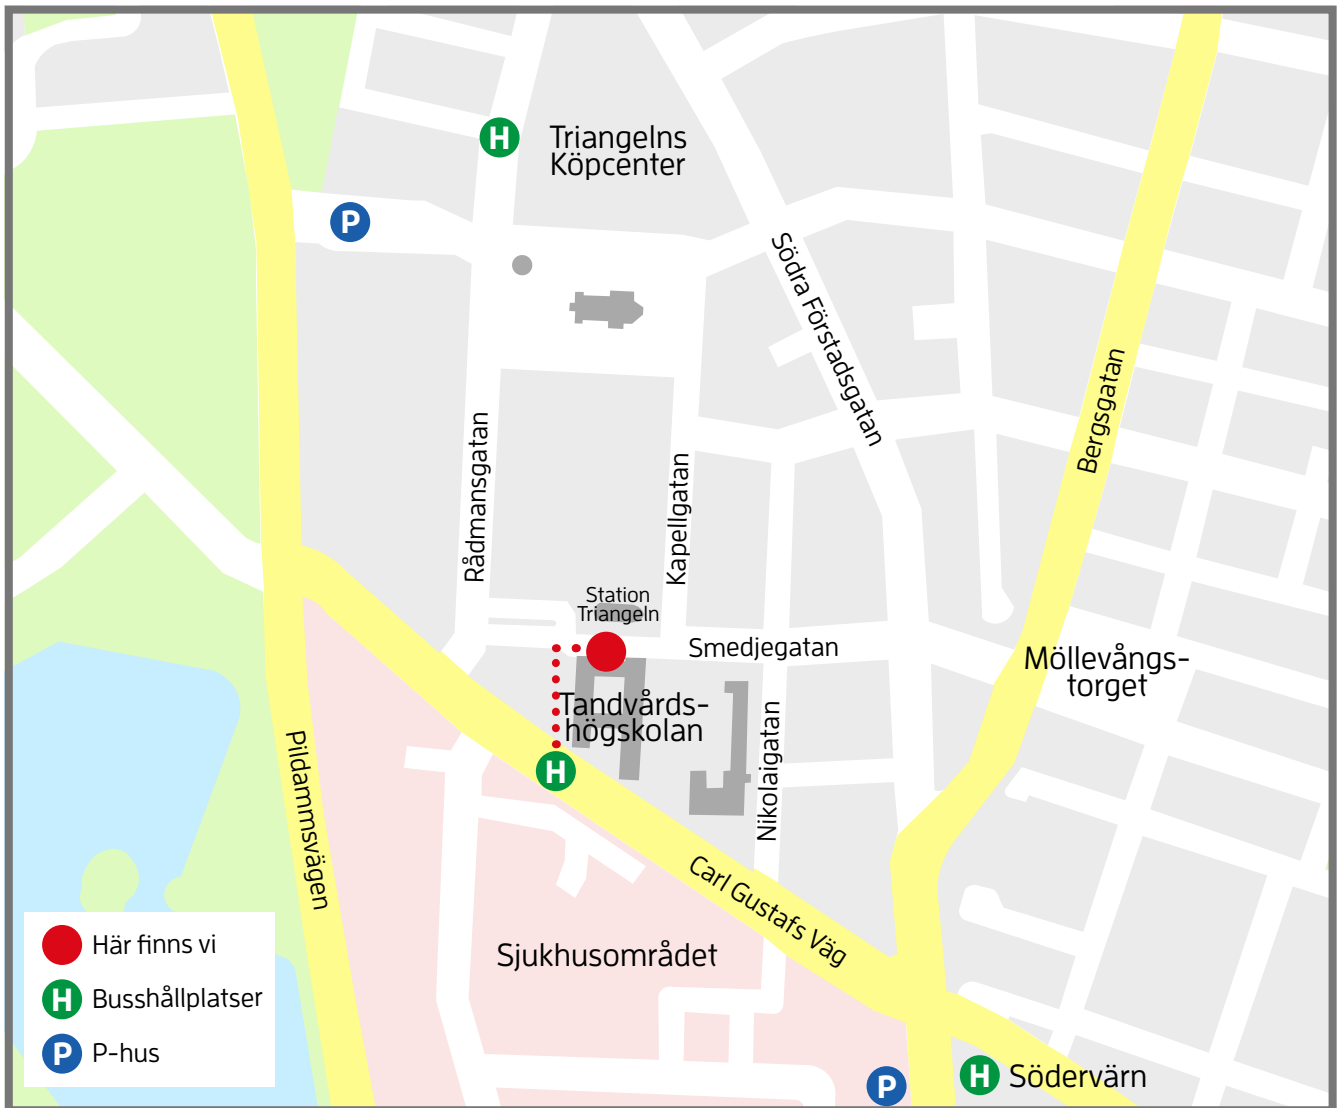 H
Triangelns
Köpcenter
P
Södra Förstadsgatan
Bergsgatan
Rådmansgatan
Kapellgatan
Station
Triangeln
Smedjegatan
Möllevångs-
torget
Tandvårds-
högskolan
Nikolaigatan
Pildammsvägen
H
Carl Gustafs Väg
Sjukhusområdet
Här finns vi
H Busshållplatser
P P-hus
P
H Södervärn